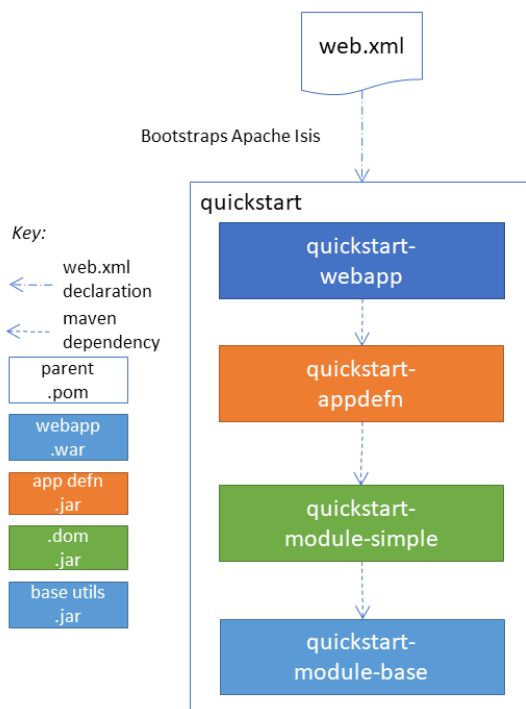 web.xml
Bootstraps Apache Isis
quickstart
quickstart-
webapp
quickstart-
appdefn
quickstart-
module-simple
quickstart-
module-base
Key:
web.xml
declaration
maven
dependency
parent
.pom
webapp
.war
app defn
.jar
.dom
.jar
base utils
.jar